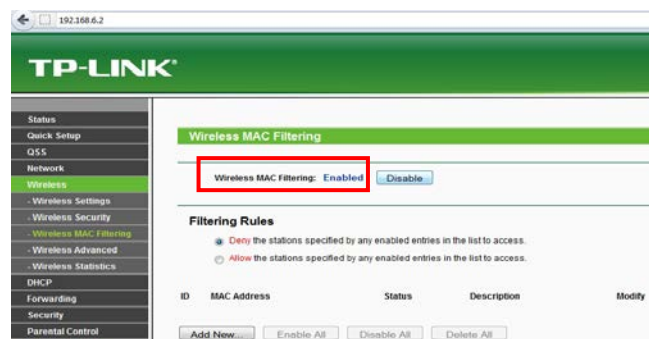 192.168.6.2
TP-LINK®
Status
Quick Setup
QSS
Network
Wireless
- Wireless Settings
- Wireless Security
- Wireless MAC Filtering
- Wireless Advanced
- Wireless Statistics
DHCP
Forwarding
Security
Parental Control
Wireless MAC Filtering
Wireless MAC Filtering: Enabled Disable
Filtering Rules
Deny the stations specified by any enabled entries in the list to access.
Allow the stations specified by any enabled entries in the list to access.
ID MAC Address Status Description Modify
Add New... Enable All Disable All Delete All